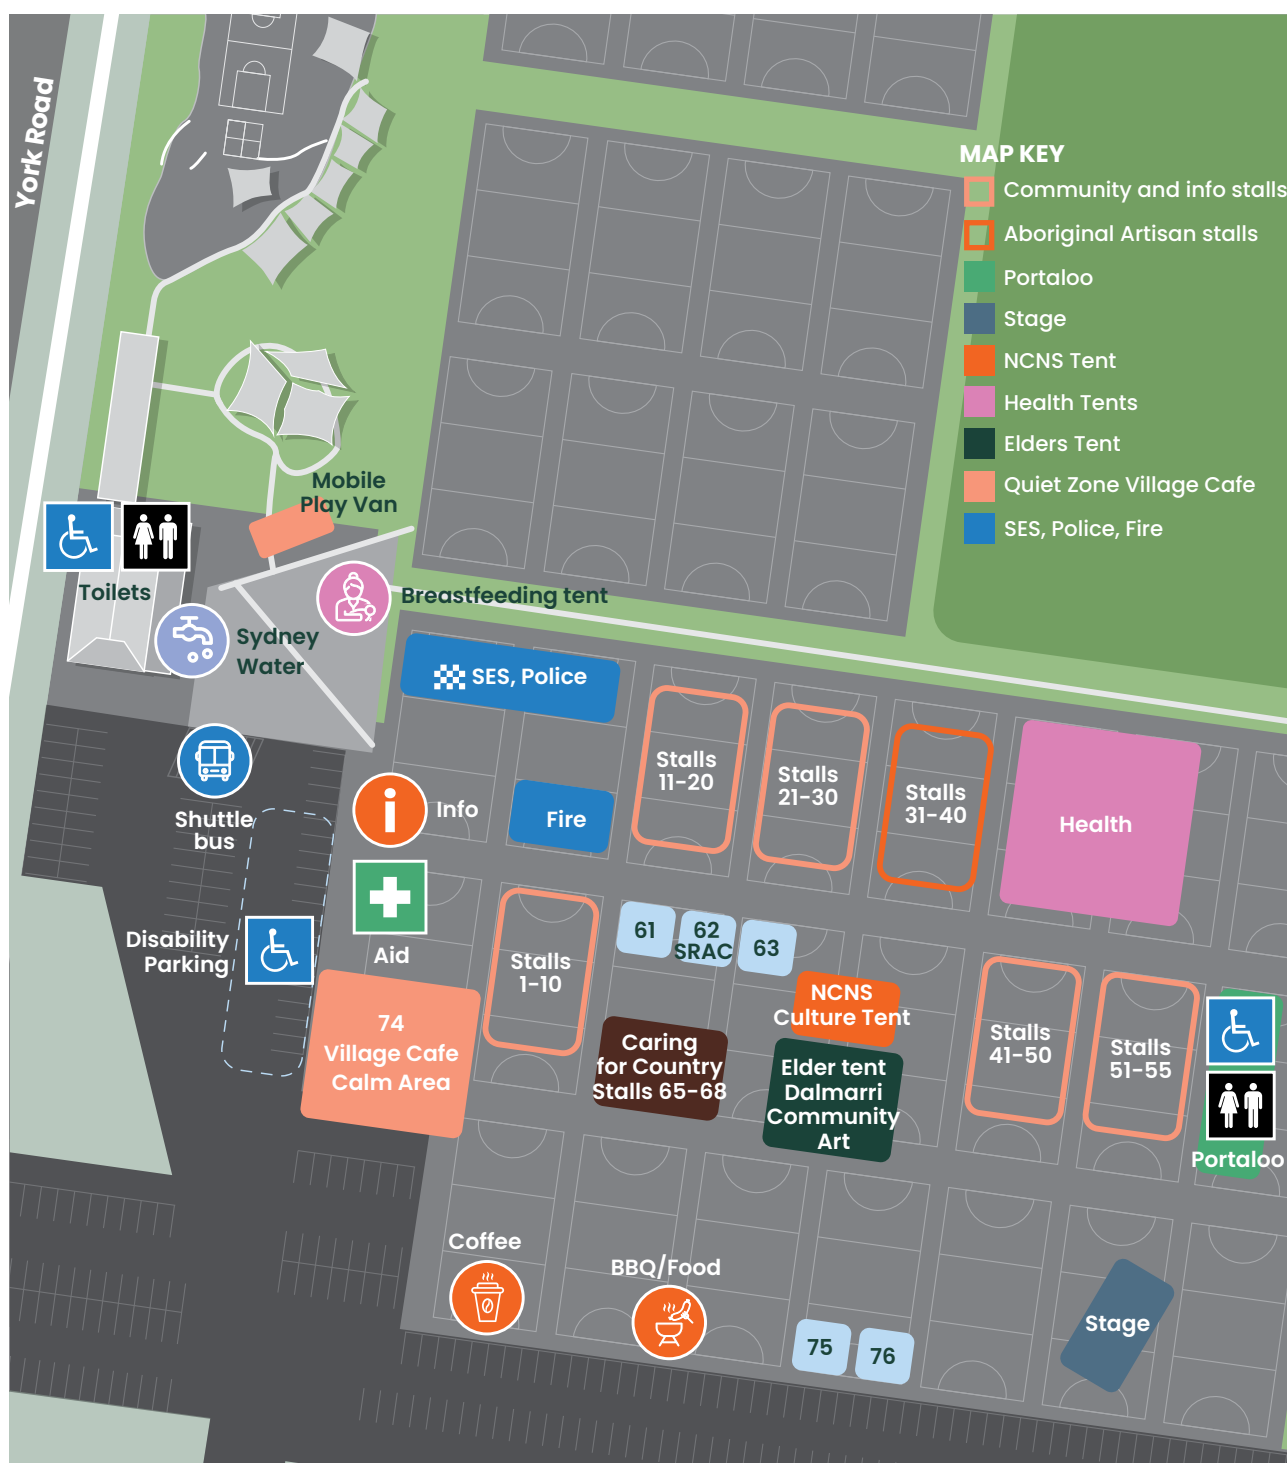 York Road
MAP KEY
Community and info stalls
Aboriginal Artisan stalls
Portaloo
Stage
NCNS Tent
Health Tents
Elders Tent
Quiet Zone Village Cafe
SES, Police, Fire
Mobile
Play Van
Toilets
Breastfeeding tent
Sydney
Water
SES, Police
Stalls
11-20
Stalls
21-30
Stalls
31-40
Health
Shuttle
bus
Info
Fire
Disability
Parking
Aid
Stalls
1-10
61
62
SRAC
63
NCNS
Culture Tent
Stalls
41-50
Stalls
51-55
74
Village Cafe
Calm Area
Caring
for Country
Stalls 65-68
Elder tent
Dalmarri
Community
Art
Portaloo
Coffee
BBQ/Food
75
76
Stage